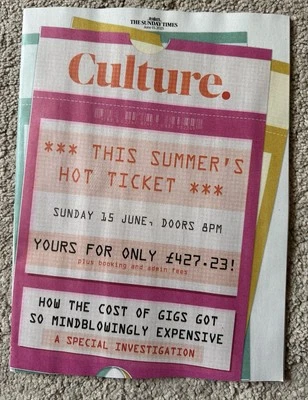 THE SUNDAY TIMES
Culture.
*** THIS SUMMER'S
HOT TICKET ***
SUNDAY 15 JUNE, DOORS 8PM
YOURS FOR ONLY £427.23!
plus booking and admin fees
HOW THE COST OF GIGS GOT
SO MINDBLOWINGLY EXPENSIVE
A SPECIAL INVESTIGATION